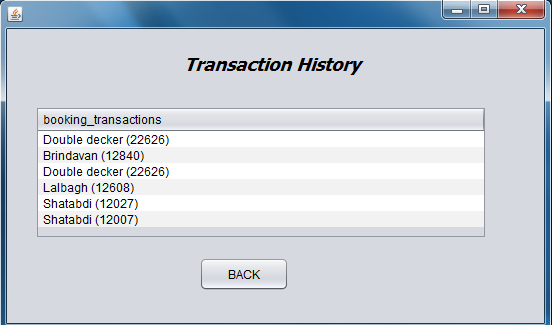 Transaction History
booking_transactions
Double decker (22626)
Brindavan (12840)
Double decker (22626)
Lalbagh (12608)
Shatabdi (12027)
Shatabdi (12007)
BACK